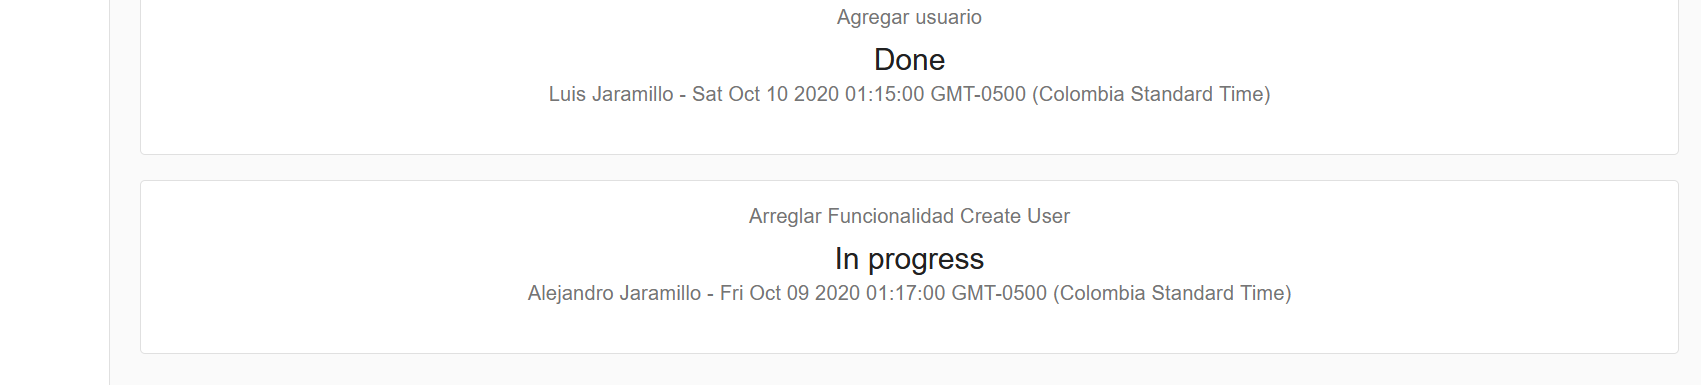 Agregar usuario
Done
Luis Jaramillo - Sat Oct 10 2020 01:15:00 GMT-0500 (Colombia Standard Time)
Arreglar Funcionalidad Create User
In progress
Alejandro Jaramillo - Fri Oct 09 2020 01:17:00 GMT-0500 (Colombia Standard Time)